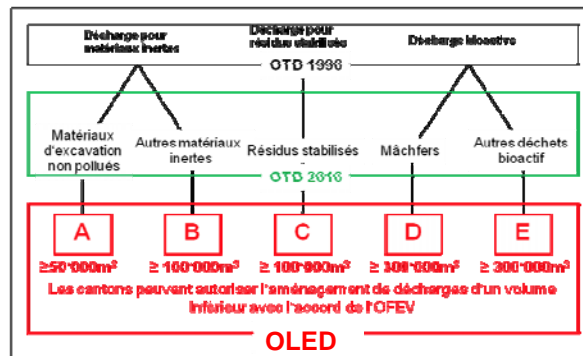 Décharge pour
matériaux inertes
Décharge pour
résidus stabilisés
Décharge bioactive
OTD 1996
Matériaux
d'excavation
non pollués
Autres matériaux
inertes
Résidus stabilisés
Mâchfers
Autres déchets
bioactif
OTD 2016
A
B
C
D
E
≥50'000m³
≥ 100'000m³
≥ 100'000m³
≥ 300'000m³
≥ 300'000m³
Les cantons peuvent autoriser l'aménagement de décharges d'un volume
inférieur avec l'accord de l'OFEV
OLED